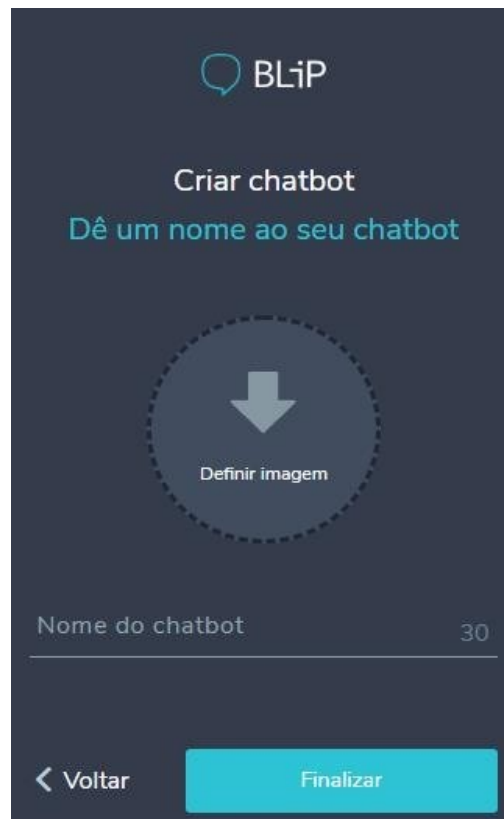 BLiP
Criar chatbot
Dê um nome ao seu chatbot
Definir imagem
Nome do chatbot 30
Voltar Finalizar